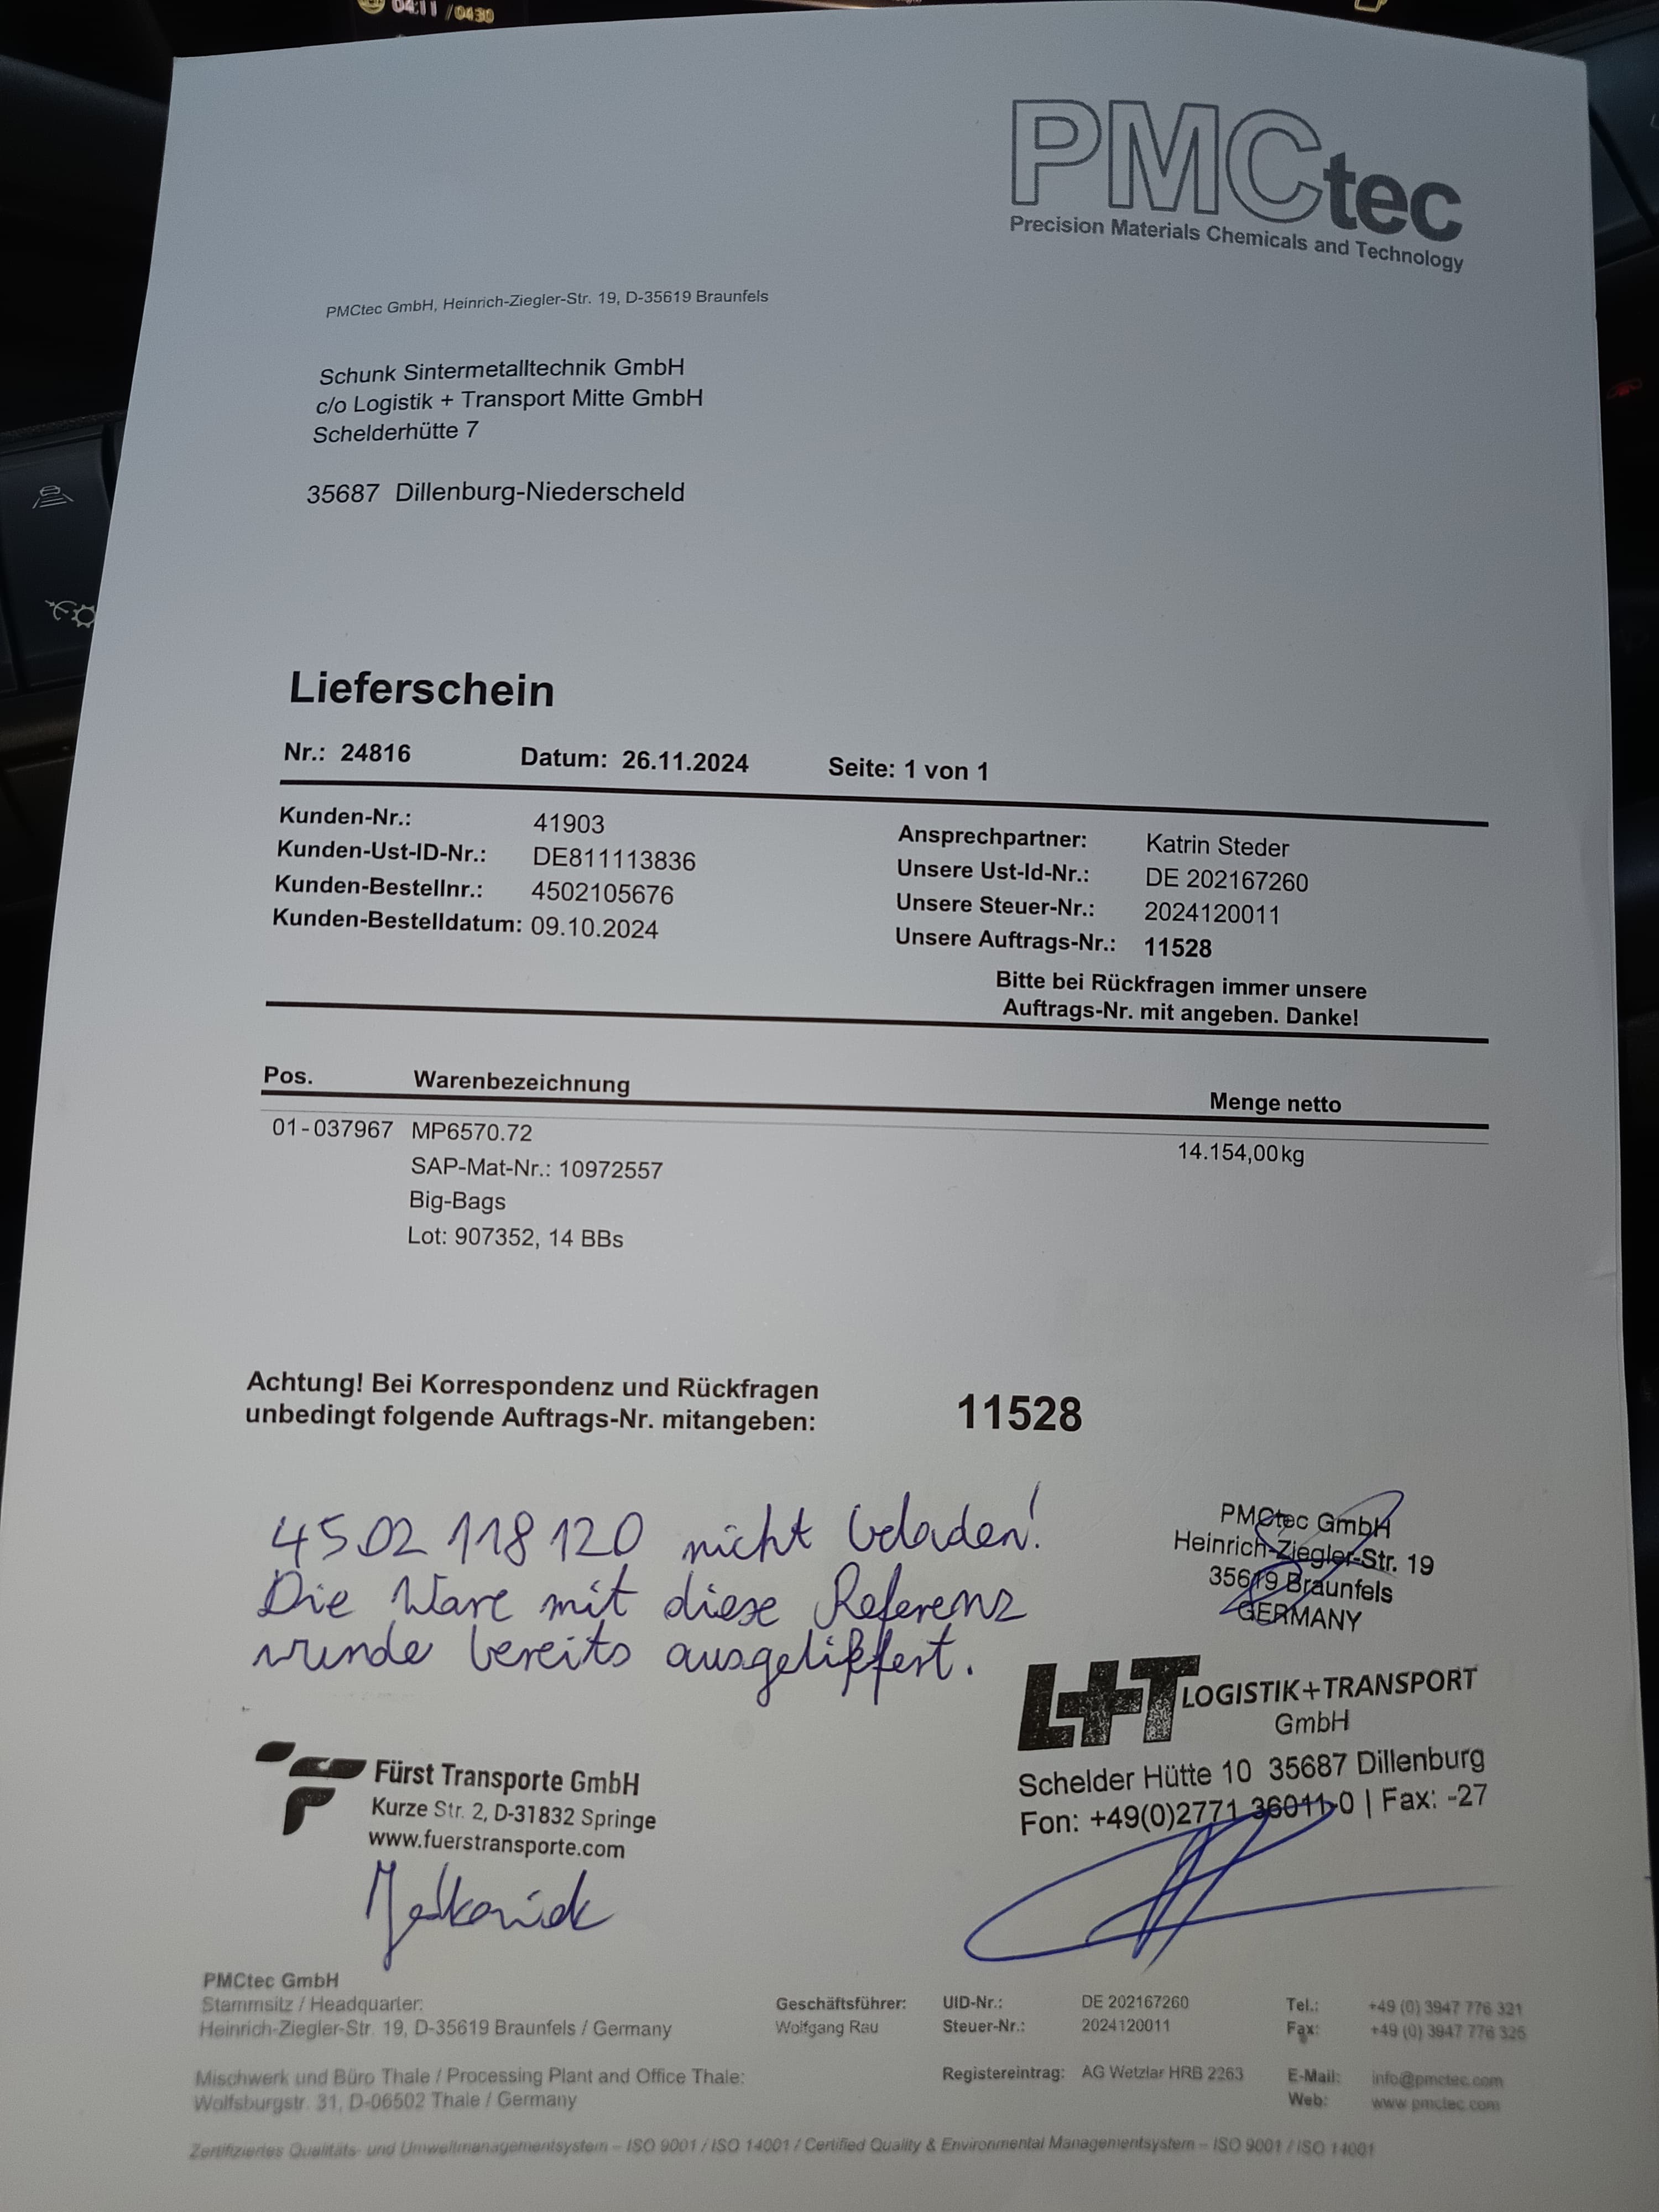 04:11 / 0430
PMCtec
Precision Materials Chemicals and Technology
PMCtec GmbH, Heinrich-Ziegler-Str. 19, D-35619 Braunfels
Schunk Sintermetalltechnik GmbH
c/o Logistik + Transport Mitte GmbH
Schelderhütte 7
35687 Dillenburg-Niederscheld
Lieferschein
Nr.: 24816 Datum: 26.11.2024 Seite: 1 von 1
Kunden-Nr.: 41903
Kunden-Ust-ID-Nr.: DE811113836
Kunden-Bestellnr.: 4502105676
Kunden-Bestelldatum: 09.10.2024
Ansprechpartner: Katrin Steder
Unsere Ust-Id-Nr.: DE 202167260
Unsere Steuer-Nr.: 2024120011
Unsere Auftrags-Nr.: 11528
Bitte bei Rückfragen immer unsere
Auftrags-Nr. mit angeben. Danke!
Pos. Warenbezeichnung Menge netto
01-037967 MP6570.72 14.154,00kg
SAP-Mat-Nr.: 10972557
Big-Bags
Lot: 907352, 14 BBs
Achtung! Bei Korrespondenz und Rückfragen
unbedingt folgende Auftrags-Nr. mitangeben: 11528
4502 118 120 nicht beladen!
Die Ware mit diese Referenz
wurde bereits ausgeliefert.
PMCtec GmbH
Heinrich-Ziegler-Str. 19
35619 Braunfels
GERMANY
L+T LOGISTIK+TRANSPORT
GmbH
Schelder Hütte 10 35687 Dillenburg
Fon: +49(0)2771 36011-0 | Fax: -27
Fürst Transporte GmbH
Kurze Str. 2, D-31832 Springe
www.fuerstransporte.com
PMCtec GmbH
Stammsitz / Headquarter:
Heinrich-Ziegler-Str. 19, D-35619 Braunfels / Germany
Mischwerk und Büro Thale / Processing Plant and Office Thale:
Wolfsburgstr. 31, D-06502 Thale / Germany
Geschäftsführer:
Wolfgang Rau
UID-Nr.: DE 202167260
Steuer-Nr.: 2024120011
Registereintrag: AG Wetzlar HRB 2263
Tel.: +49 (0) 3947 776 321
Fax: +49 (0) 3947 776 325
E-Mail: info@pmctec.com
Web: www.pmctec.com
Zertifiziertes Qualitäts- und Umweltmanagementsystem – ISO 9001 / ISO 14001 / Certified Quality & Environmental Managementsystem – ISO 9001 / ISO 14001